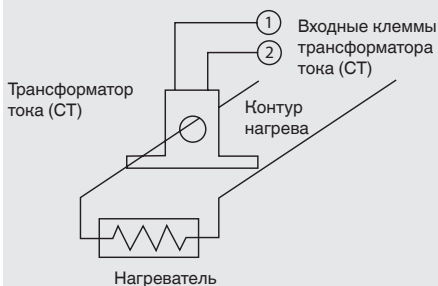 1
Входные клеммы
2
трансформатора
тока (CT)
Трансформатор
тока (CT)
Контур
нагрева
Нагреватель